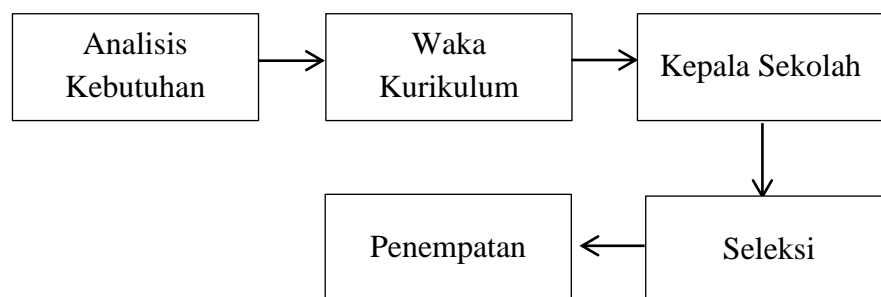 Analisis
Kebutuhan
Waka
Kurikulum
Kepala Sekolah
Seleksi
Penempatan